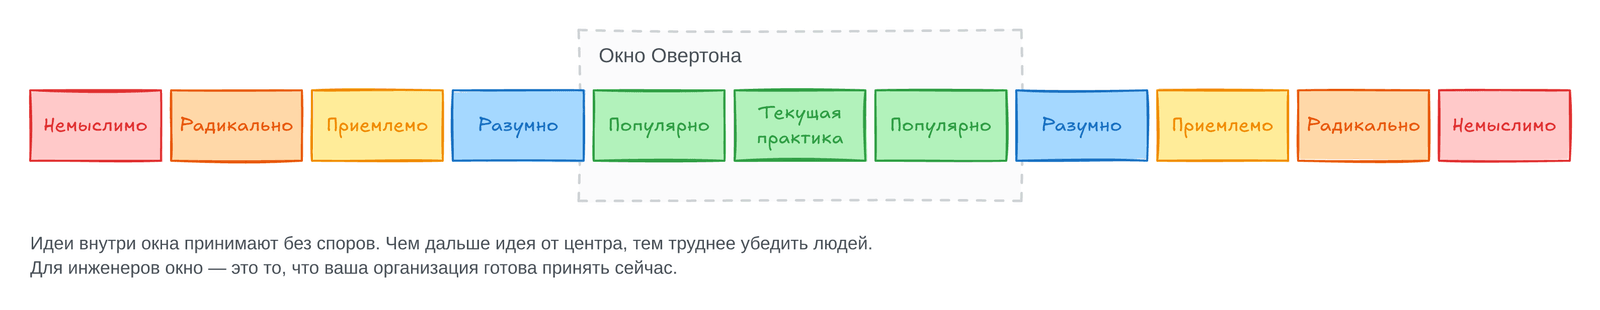 Окно Овертона
Немыслимо
Радикально
Приемлемо
Разумно
Популярно
Текущая
практика
Популярно
Разумно
Приемлемо
Радикально
Немыслимо
Идеи внутри окна принимают без споров. Чем дальше идея от центра, тем труднее убедить людей.
Для инженеров окно — это то, что ваша организация готова принять сейчас.